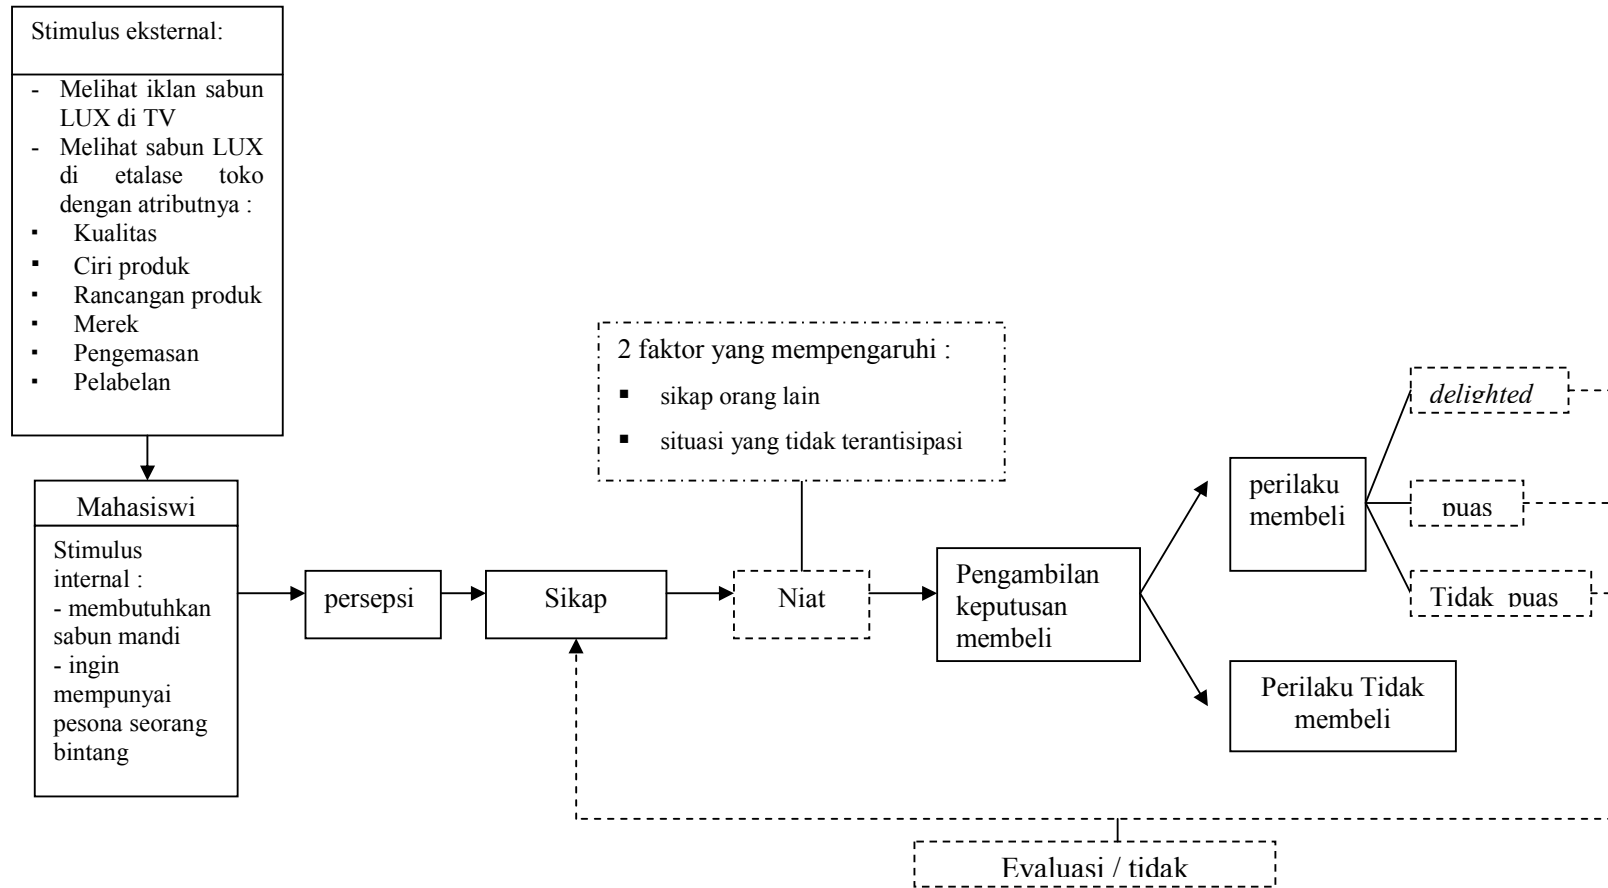 Stimulus eksternal:
- Melihat iklan sabun
LUX di TV
- Melihat sabun LUX
di etalase toko
dengan atributnya :
▪ Kualitas
▪ Ciri produk
▪ Rancangan produk
▪ Merek
▪ Pengemasan
▪ Pelabelan
Mahasiswi
Stimulus
internal :
- membutuhkan
sabun mandi
- ingin
mempunyai
pesona seorang
bintang
persepsi
Sikap
2 faktor yang mempengaruhi :
▪ sikap orang lain
▪ situasi yang tidak terantisipasi
Niat
Pengambilan
keputusan
membeli
perilaku
membeli
delighted
puas
Tidak puas
Perilaku Tidak
membeli
Evaluasi / tidak